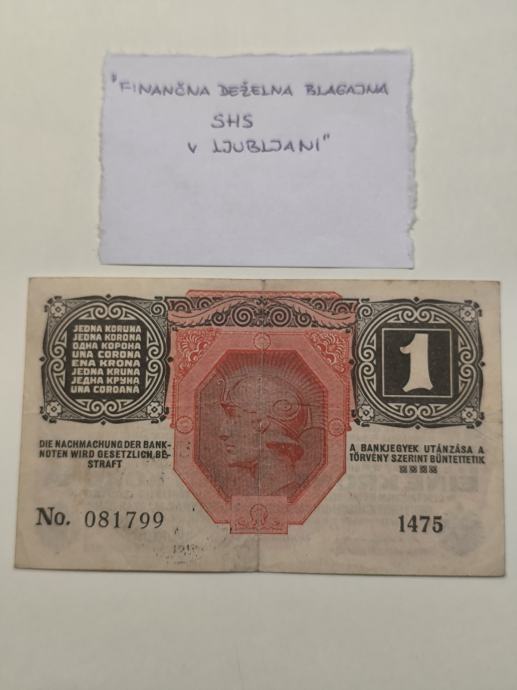 "FINANČNA DEŽELNA BLAGAJNA
SHS
V LJUBLJANI"
JEDNA KORUNA
JEDNA KORONA
ОДНА КОРОНА
UNA CORONA
ENA KRONA
JEDNA KRUNA
ЈЕДНА КРУНА
UNA COROANĂ
1
DIE NACHMACHUNG DER BANK-
NOTEN WIRD GESETZLICH BE-
STRAFT
A BANKJEGYEK UTÁNZÁSA A
TÖRVÉNY SZERINT BÜNTETTETIK
No. 081799
1475